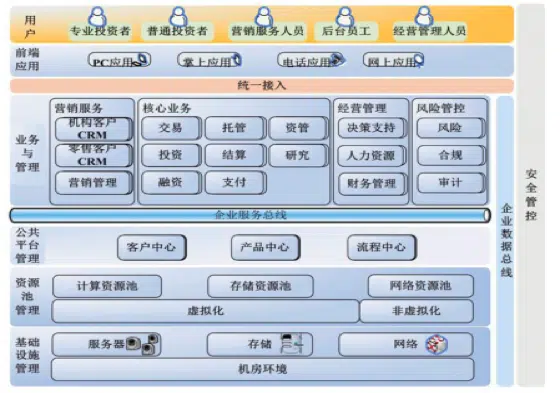 用户
专业投资者 普通投资者 营销服务人员 后台员工 经营管理人员
前端应用
PC应用 掌上应用 电话应用 网上应用
统一接入
业务与管理
营销服务
机构客户
CRM
零售客户
CRM
营销管理
核心业务
交易 托管 资管
投资 结算 研究
融资 支付
经营管理
决策支持
人力资源
财务管理
风险管控
风险
合规
审计
企业服务总线
公共平台管理
客户中心 产品中心 流程中心
资源池管理
计算资源池 存储资源池 网络资源池
虚拟化 非虚拟化
基础设施管理
服务器 存储 网络
机房环境
企业数据总线
安全管控